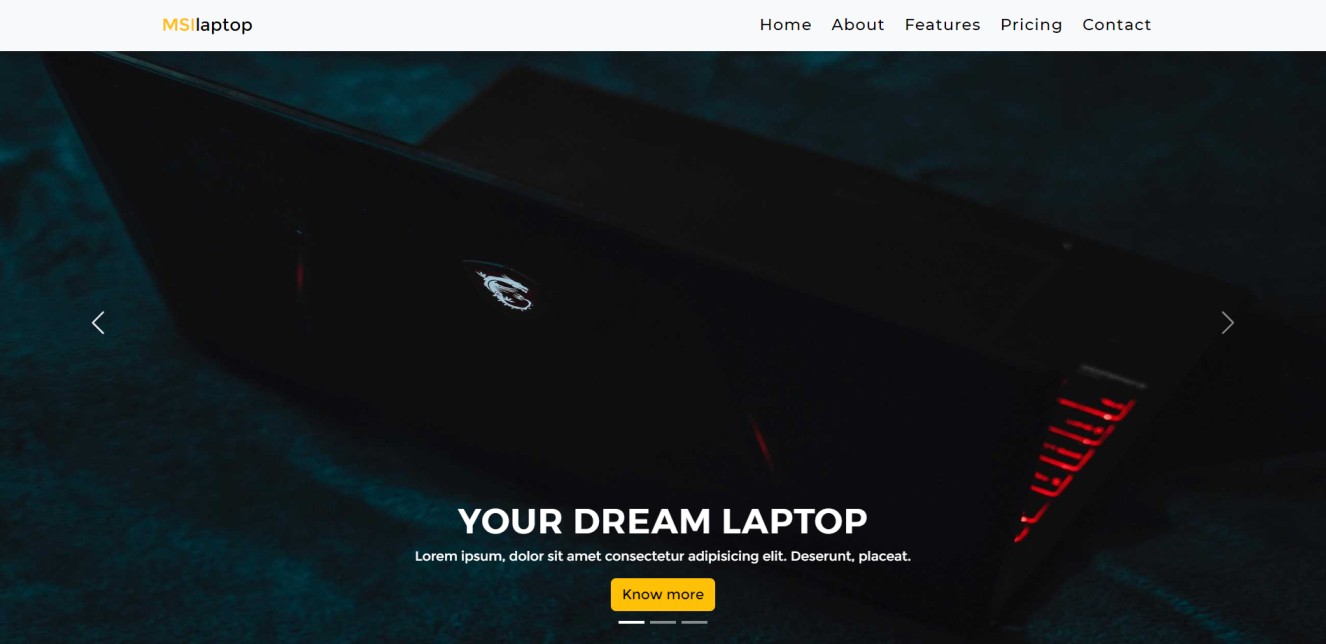 MSIlaptop
Home About Features Pricing Contact
YOUR DREAM LAPTOP
Lorem ipsum, dolor sit amet consectetur adipisicing elit. Deserunt, placeat.
Know more